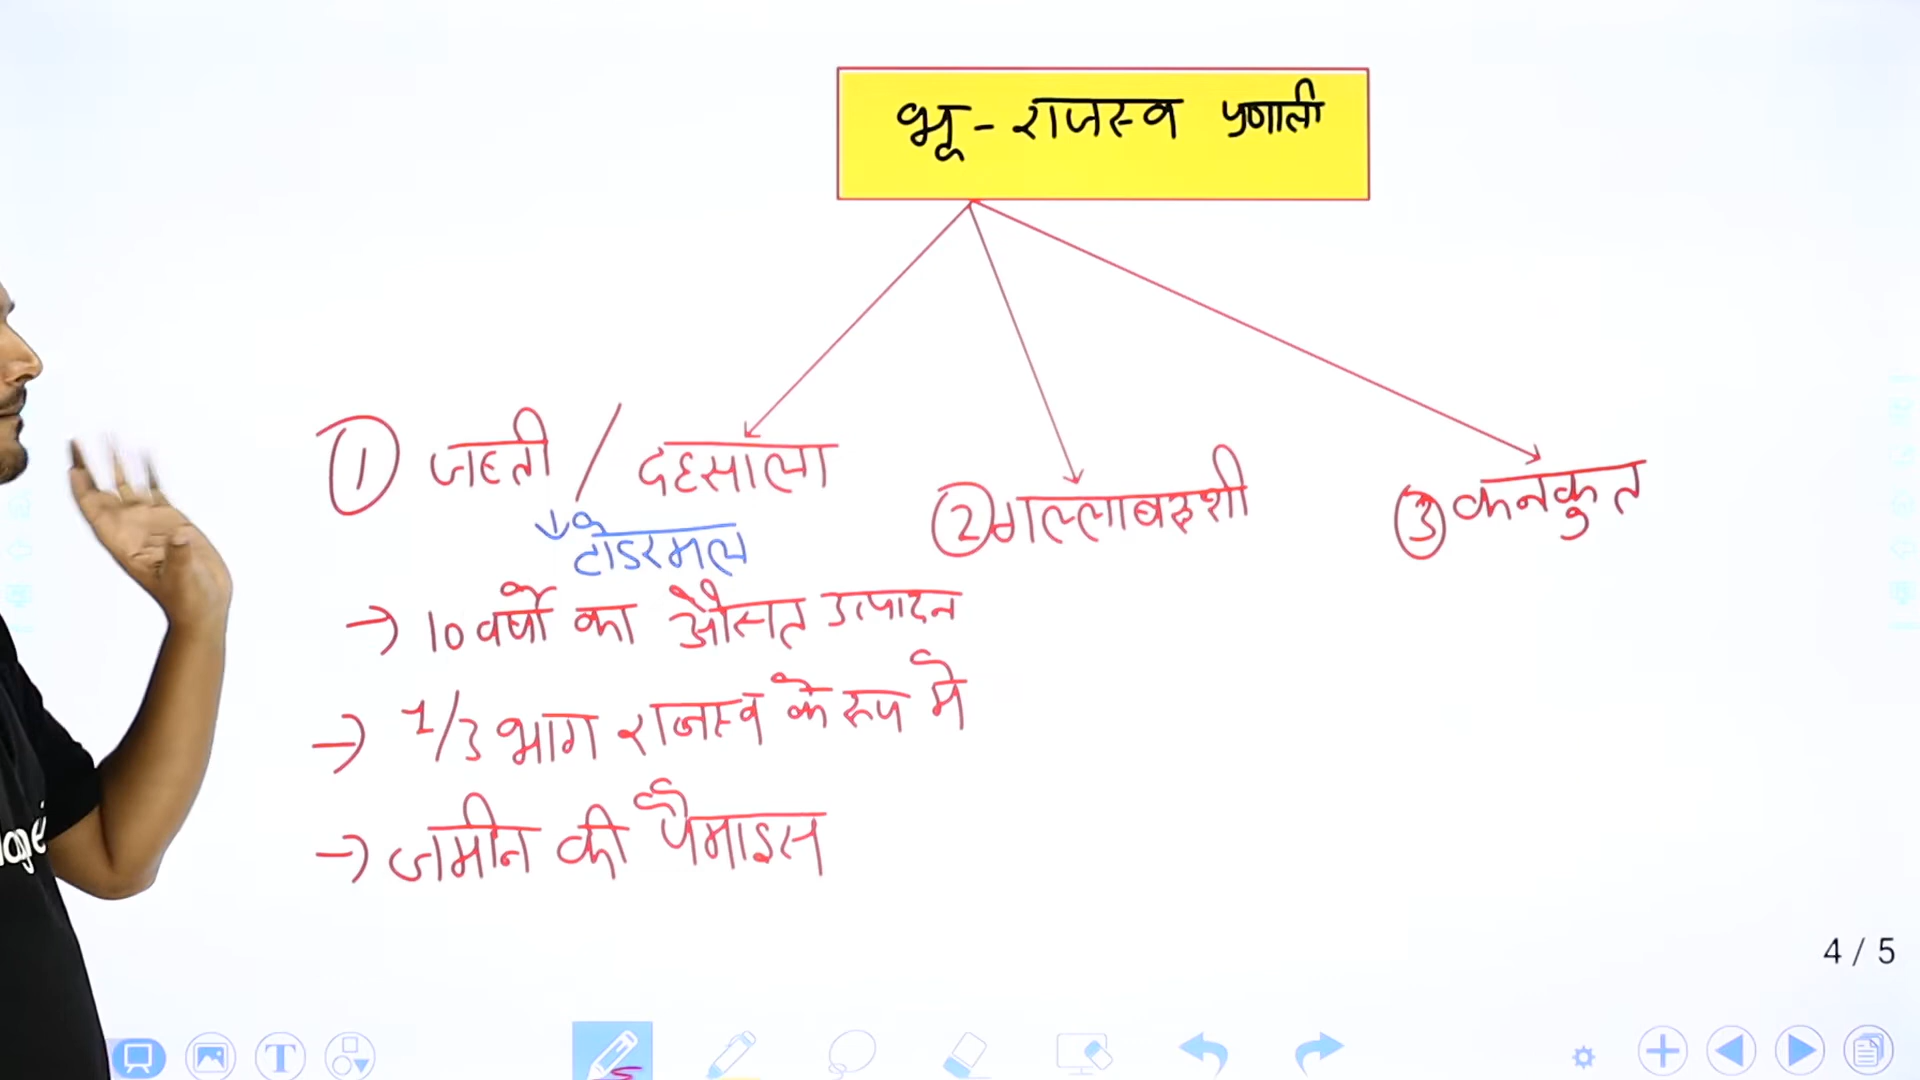 भू - राजस्व प्रणाली
① जब्ती / दहसाला
② गल्लाबख्शी
③ कनकुत
टोडरमल
→ 10 वर्षो का औसत उत्पादन
→ 1/3 भाग राजस्व के रूप में
→ जमीन की पैमाइस
4 / 5
T